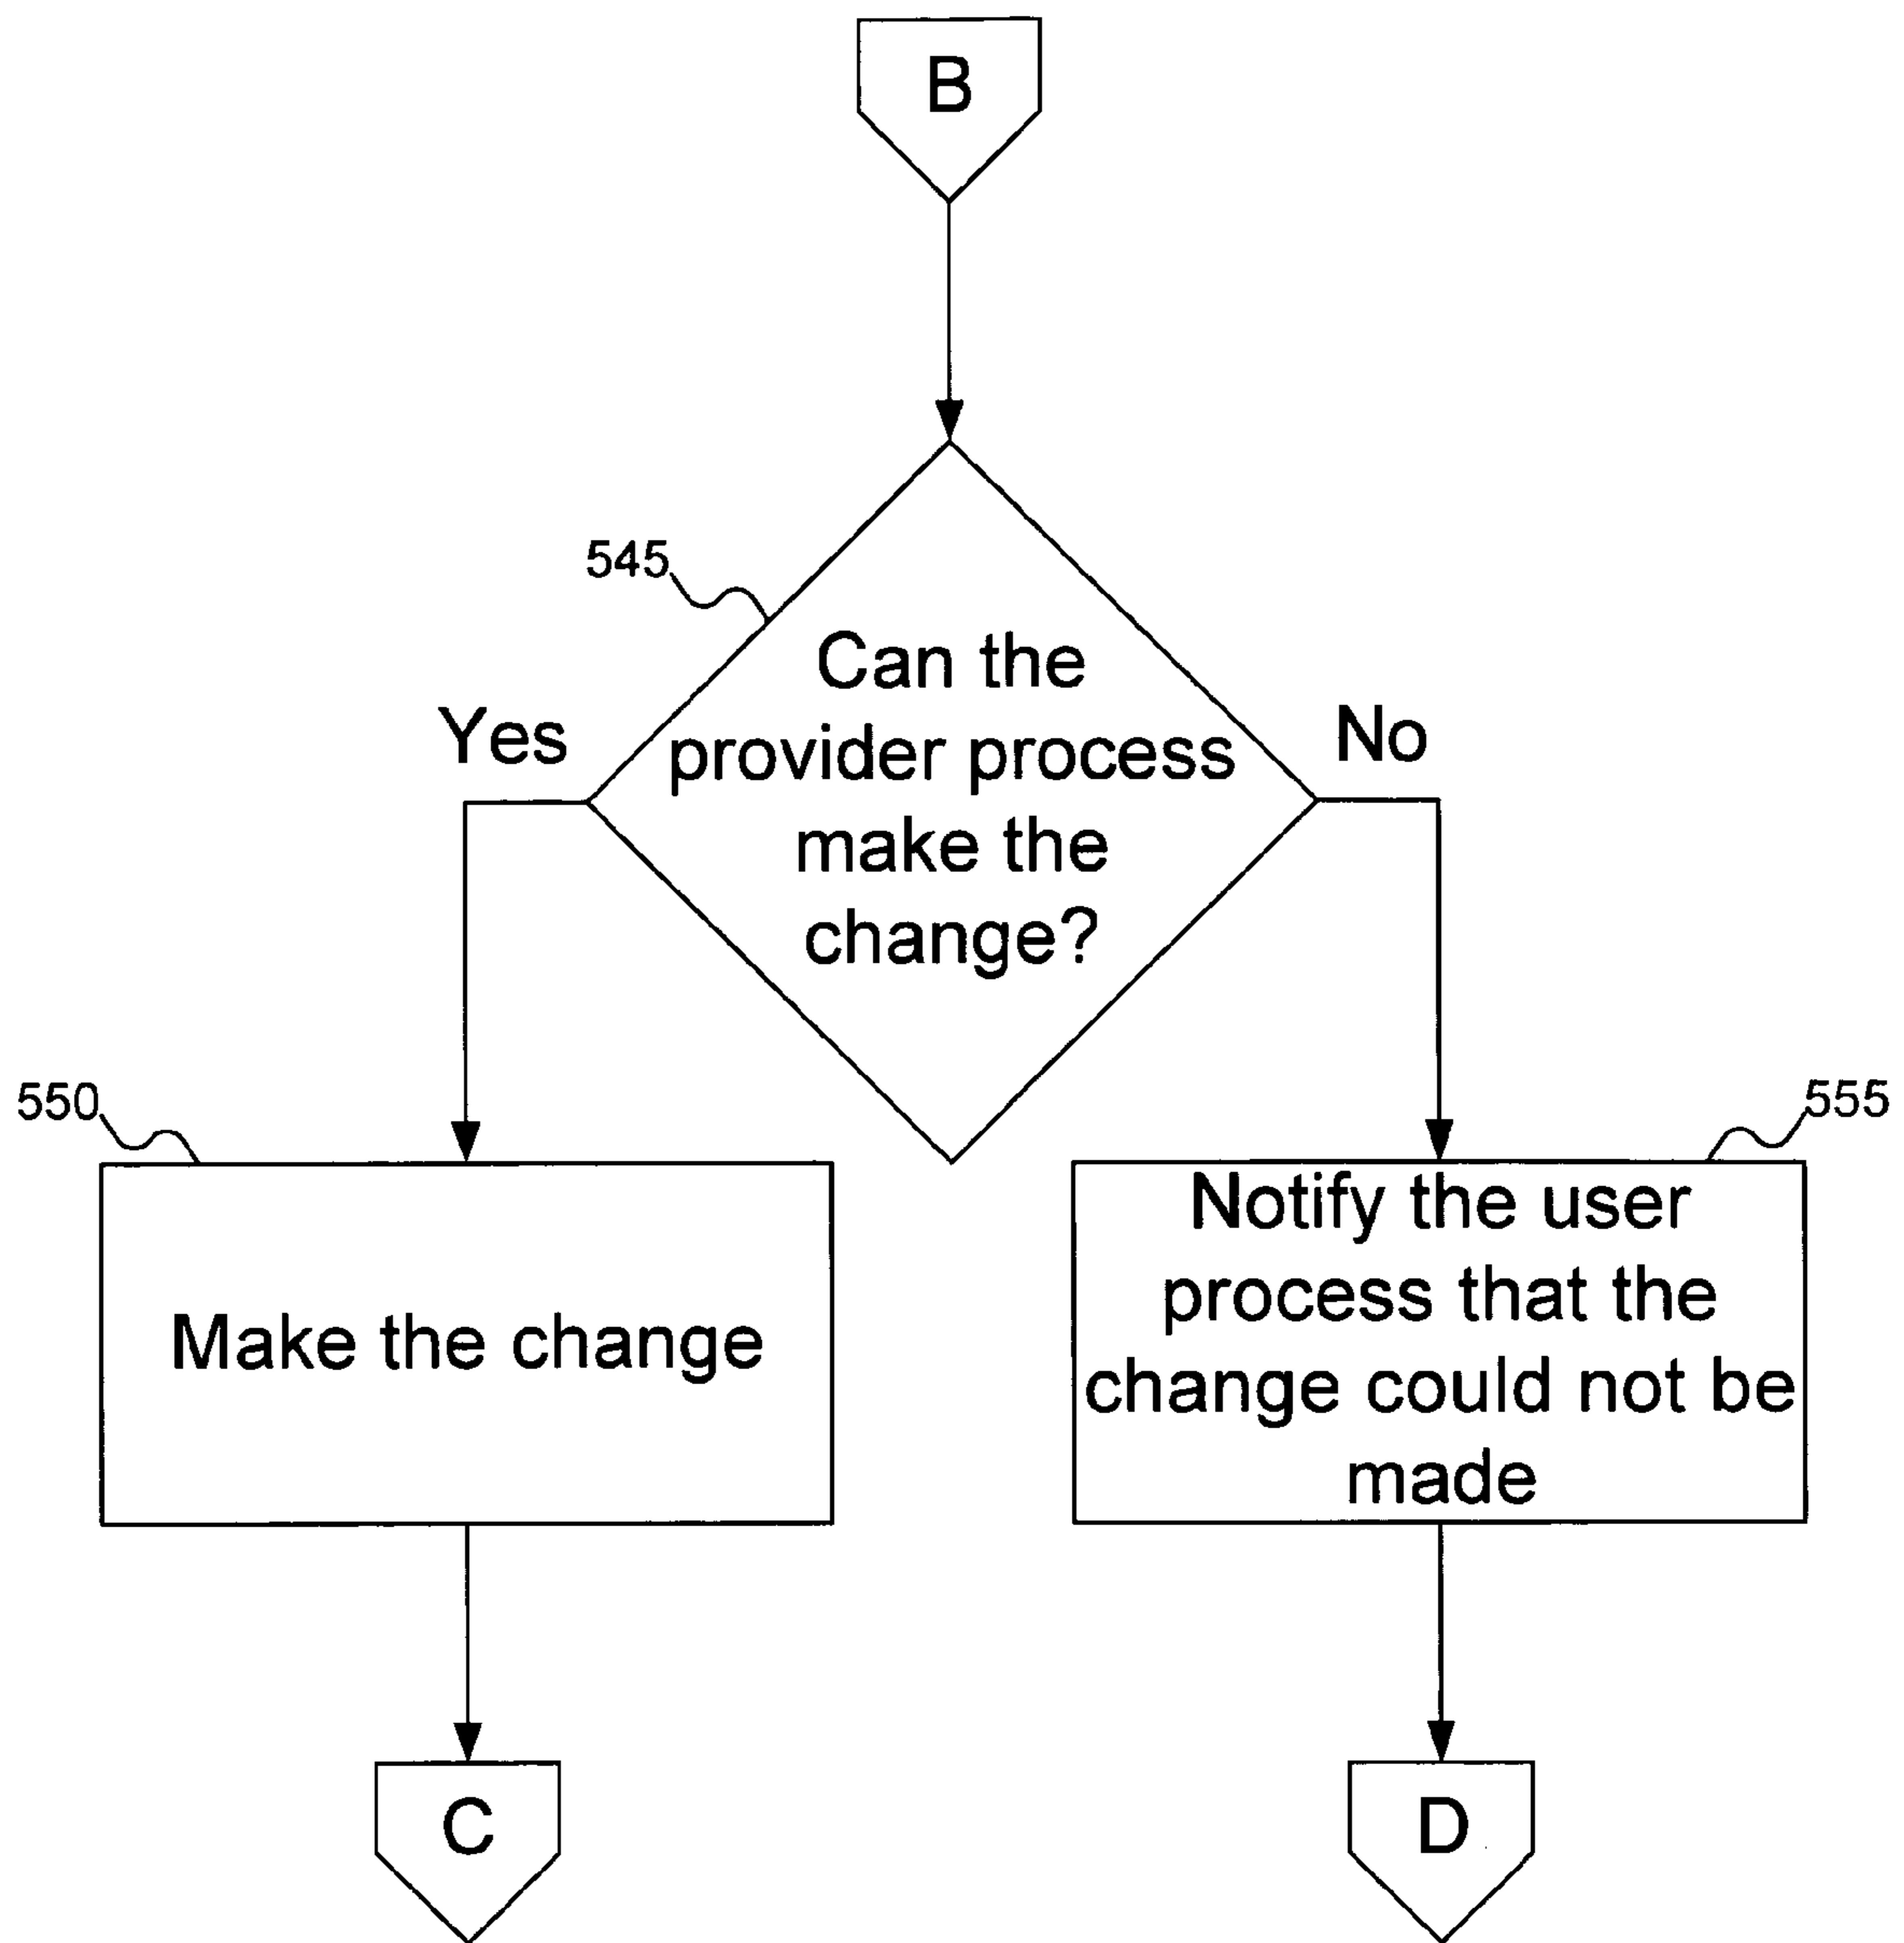 B
545
Can the
provider process
make the
change?
Yes
No
550
Make the change
555
Notify the user
process that the
change could not be
made
C
D